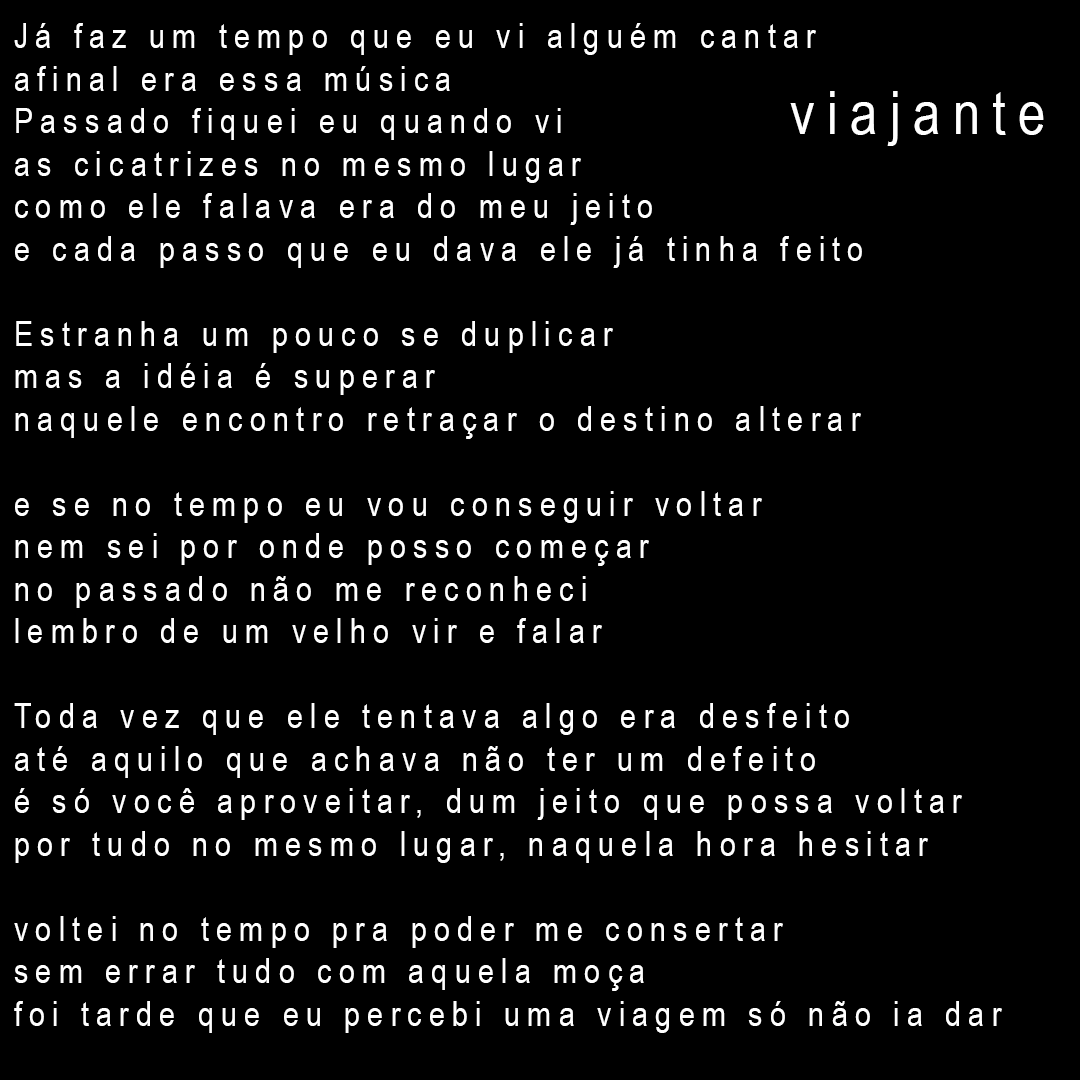 Já faz um tempo que eu vi alguém cantar
afinal era essa música
viajante
Passado fiquei eu quando vi
as cicatrizes no mesmo lugar
como ele falava era do meu jeito
e cada passo que eu dava ele já tinha feito
Estranha um pouco se duplicar
mas a idéia é superar
naquele encontro retraçar o destino alterar
e se no tempo eu vou conseguir voltar
nem sei por onde posso começar
no passado não me reconheci
lembro de um velho vir e falar
Toda vez que ele tentava algo era desfeito
até aquilo que achava não ter um defeito
é só você aproveitar, dum jeito que possa voltar
por tudo no mesmo lugar, naquela hora hesitar
voltei no tempo pra poder me consertar
sem errar tudo com aquela moça
foi tarde que eu percebi uma viagem só não ia dar